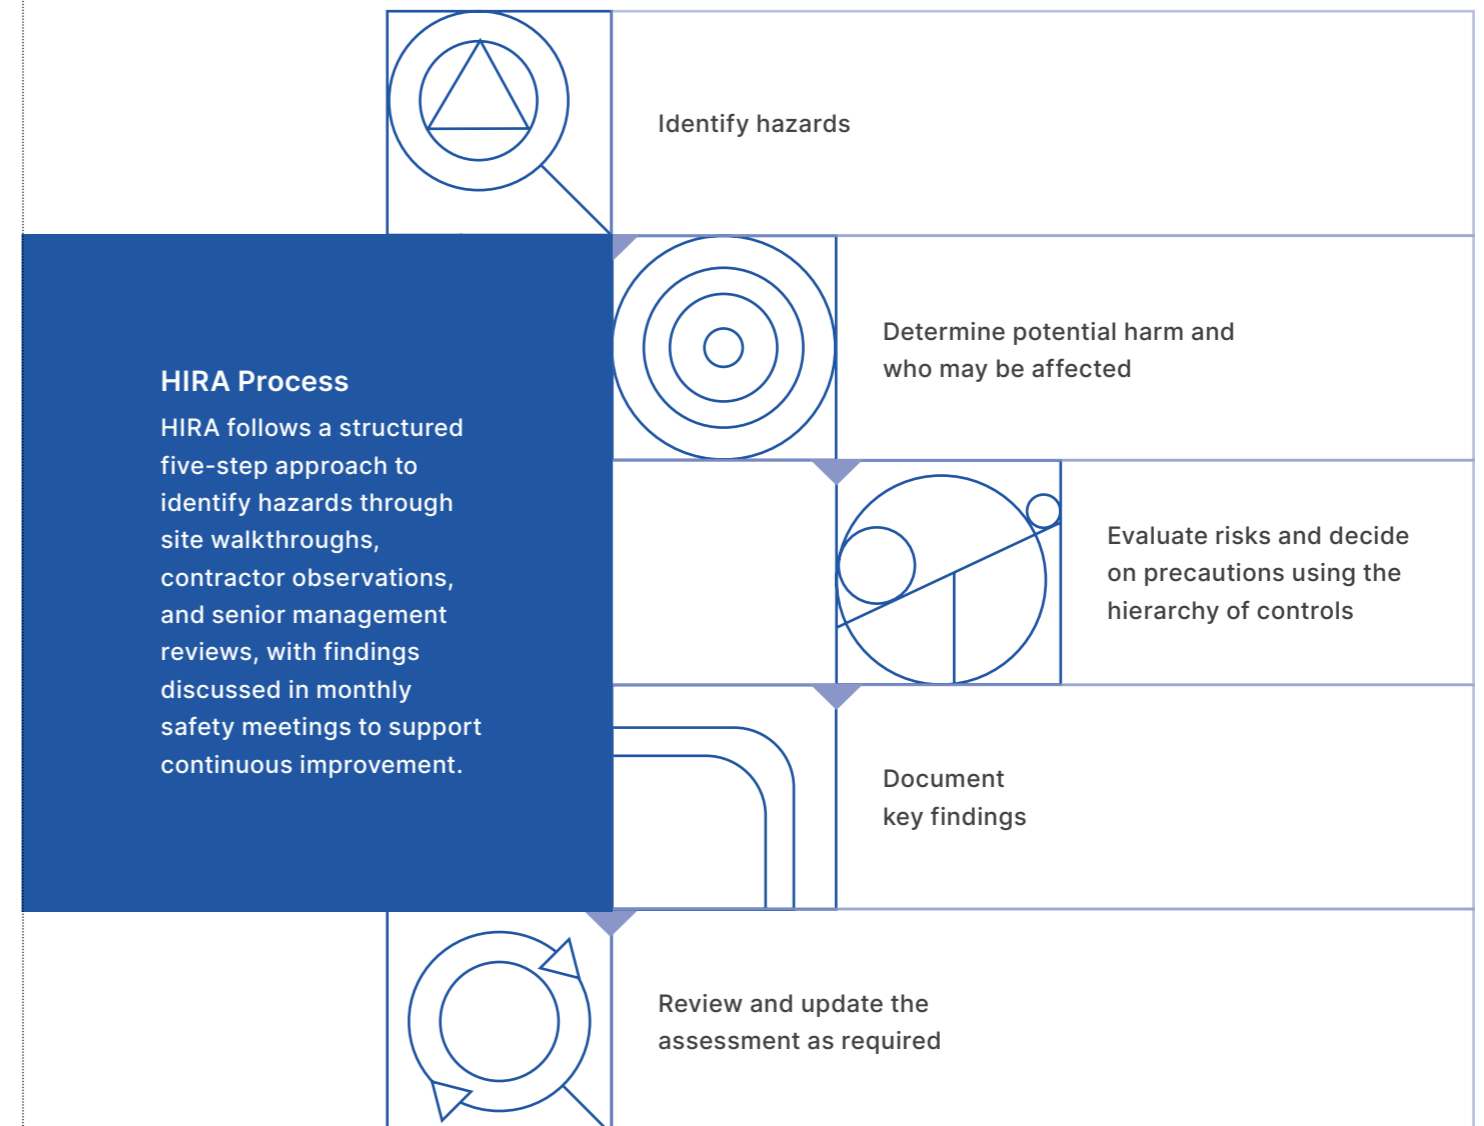 Identify hazards
HIRA Process
HIRA follows a structured
five-step approach to
identify hazards through
site walkthroughs,
contractor observations,
and senior management
reviews, with findings
discussed in monthly
safety meetings to support
continuous improvement.
Determine potential harm and
who may be affected
Evaluate risks and decide
on precautions using the
hierarchy of controls
Document
key findings
Review and update the
assessment as required